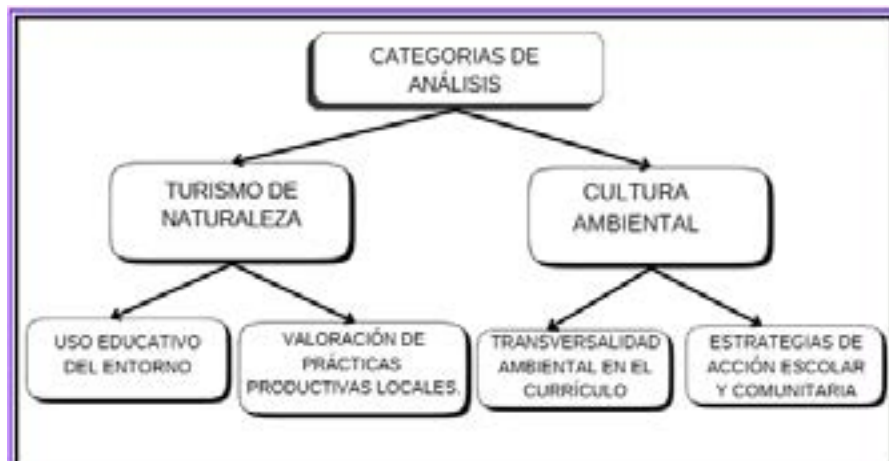 CATEGORIAS DE
ANÁLISIS
TURISMO DE
NATURALEZA
CULTURA
AMBIENTAL
USO EDUCATIVO
DEL ENTORNO
VALORACIÓN DE
PRÁCTICAS
PRODUCTIVAS LOCALES.
TRANSVERSALIDAD
AMBIENTAL EN EL
CURRÍCULO
ESTRATEGIAS DE
ACCIÓN ESCOLAR
Y COMUNITARIA